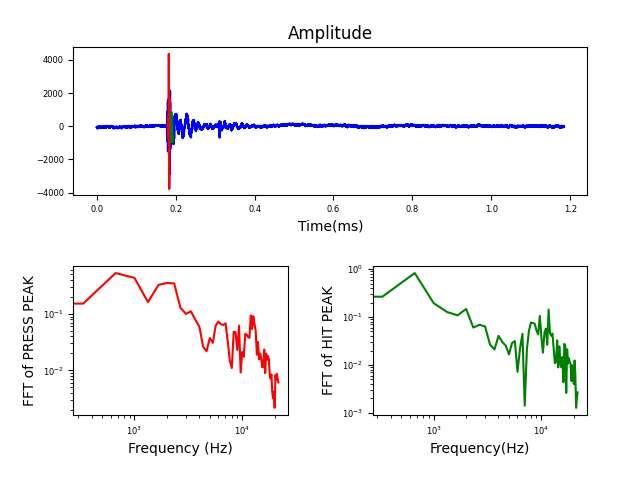 Amplitude
4000
2000
0
−2000
−4000
0.0 0.2 0.4 0.6 0.8 1.0 1.2
Time(ms)
FFT of PRESS PEAK
10⁻¹
10⁻²
10³ 10⁴
Frequency (Hz)
FFT of HIT PEAK
10⁰
10⁻¹
10⁻²
10⁻³
10³ 10⁴
Frequency(Hz)